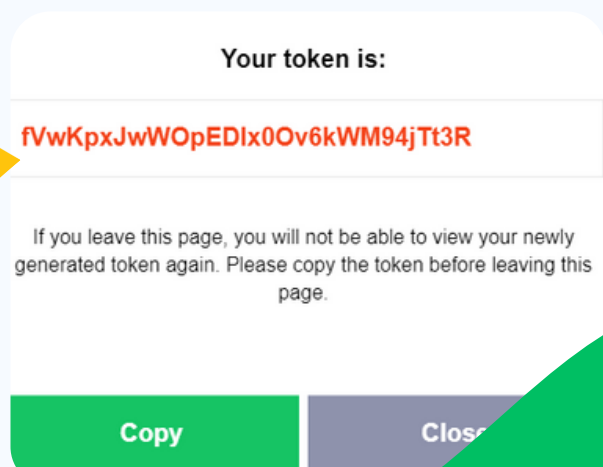 Your token is:
fVwKpxJwWOpEDlx0Ov6kWM94jTt3R
If you leave this page, you will not be able to view your newly
generated token again. Please copy the token before leaving this
page.
Copy
Close